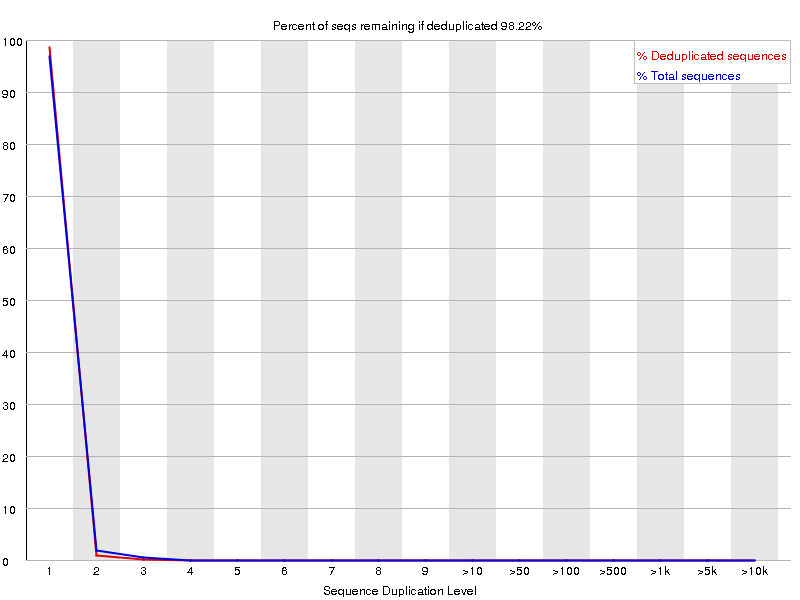 Percent of seqs remaining if deduplicated 98.22%
% Deduplicated sequences
% Total sequences
100
90
80
70
60
50
40
30
20
10
0
1 2 3 4 5 6 7 8 9 >10 >50 >100 >500 >1k >5k >10k
Sequence Duplication Level